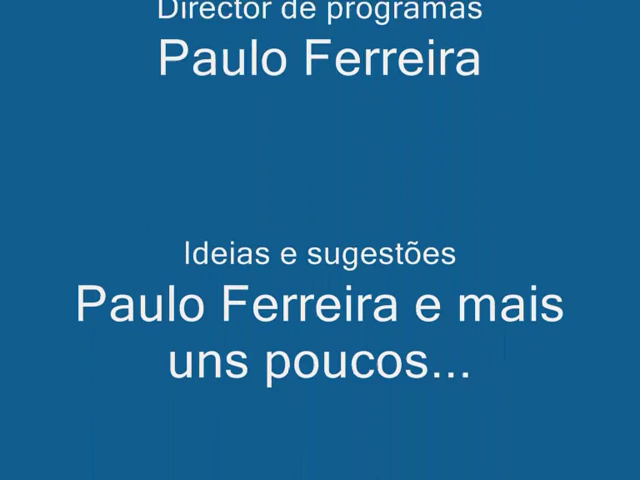 Director de programas
Paulo Ferreira
Ideias e sugestões
Paulo Ferreira e mais
uns poucos...